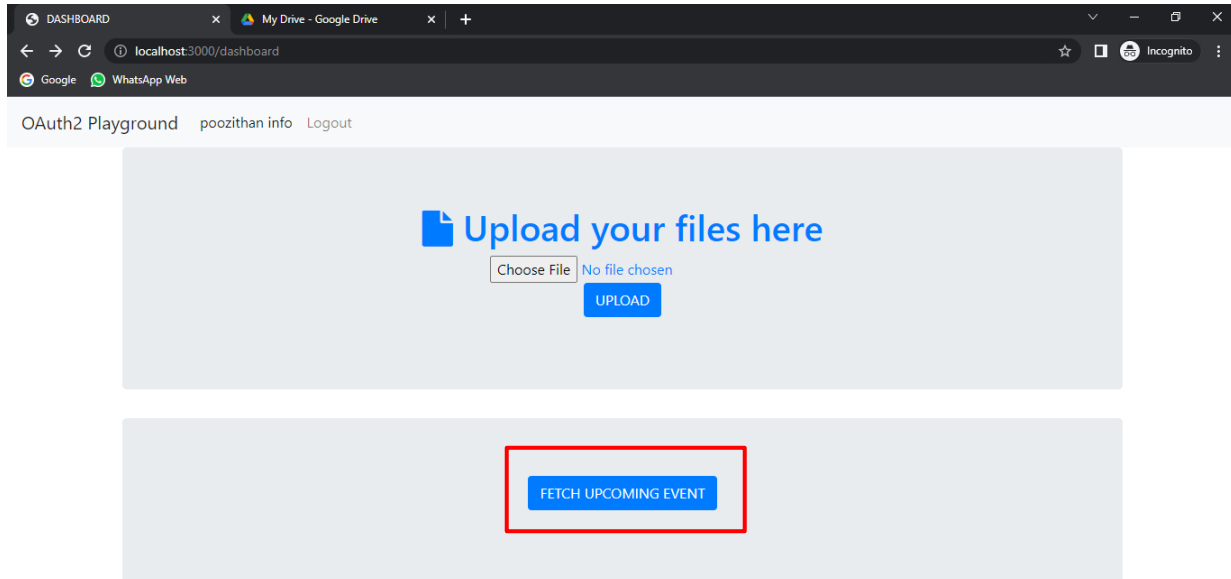 DASHBOARD My Drive - Google Drive
localhost:3000/dashboard Incognito
Google WhatsApp Web
OAuth2 Playground poozithan info Logout
Upload your files here
Choose File No file chosen
UPLOAD
FETCH UPCOMING EVENT